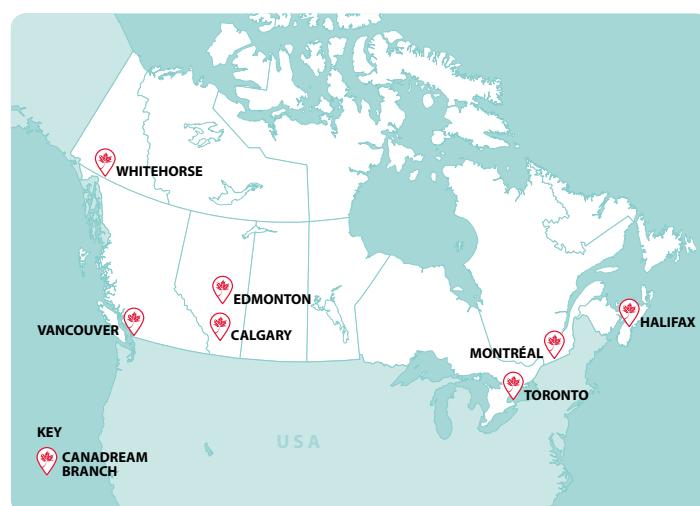 WHITEHORSE
EDMONTON
VANCOUVER
CALGARY
HALIFAX
MONTRÉAL
TORONTO
KEY
CANADREAM
BRANCH
USA